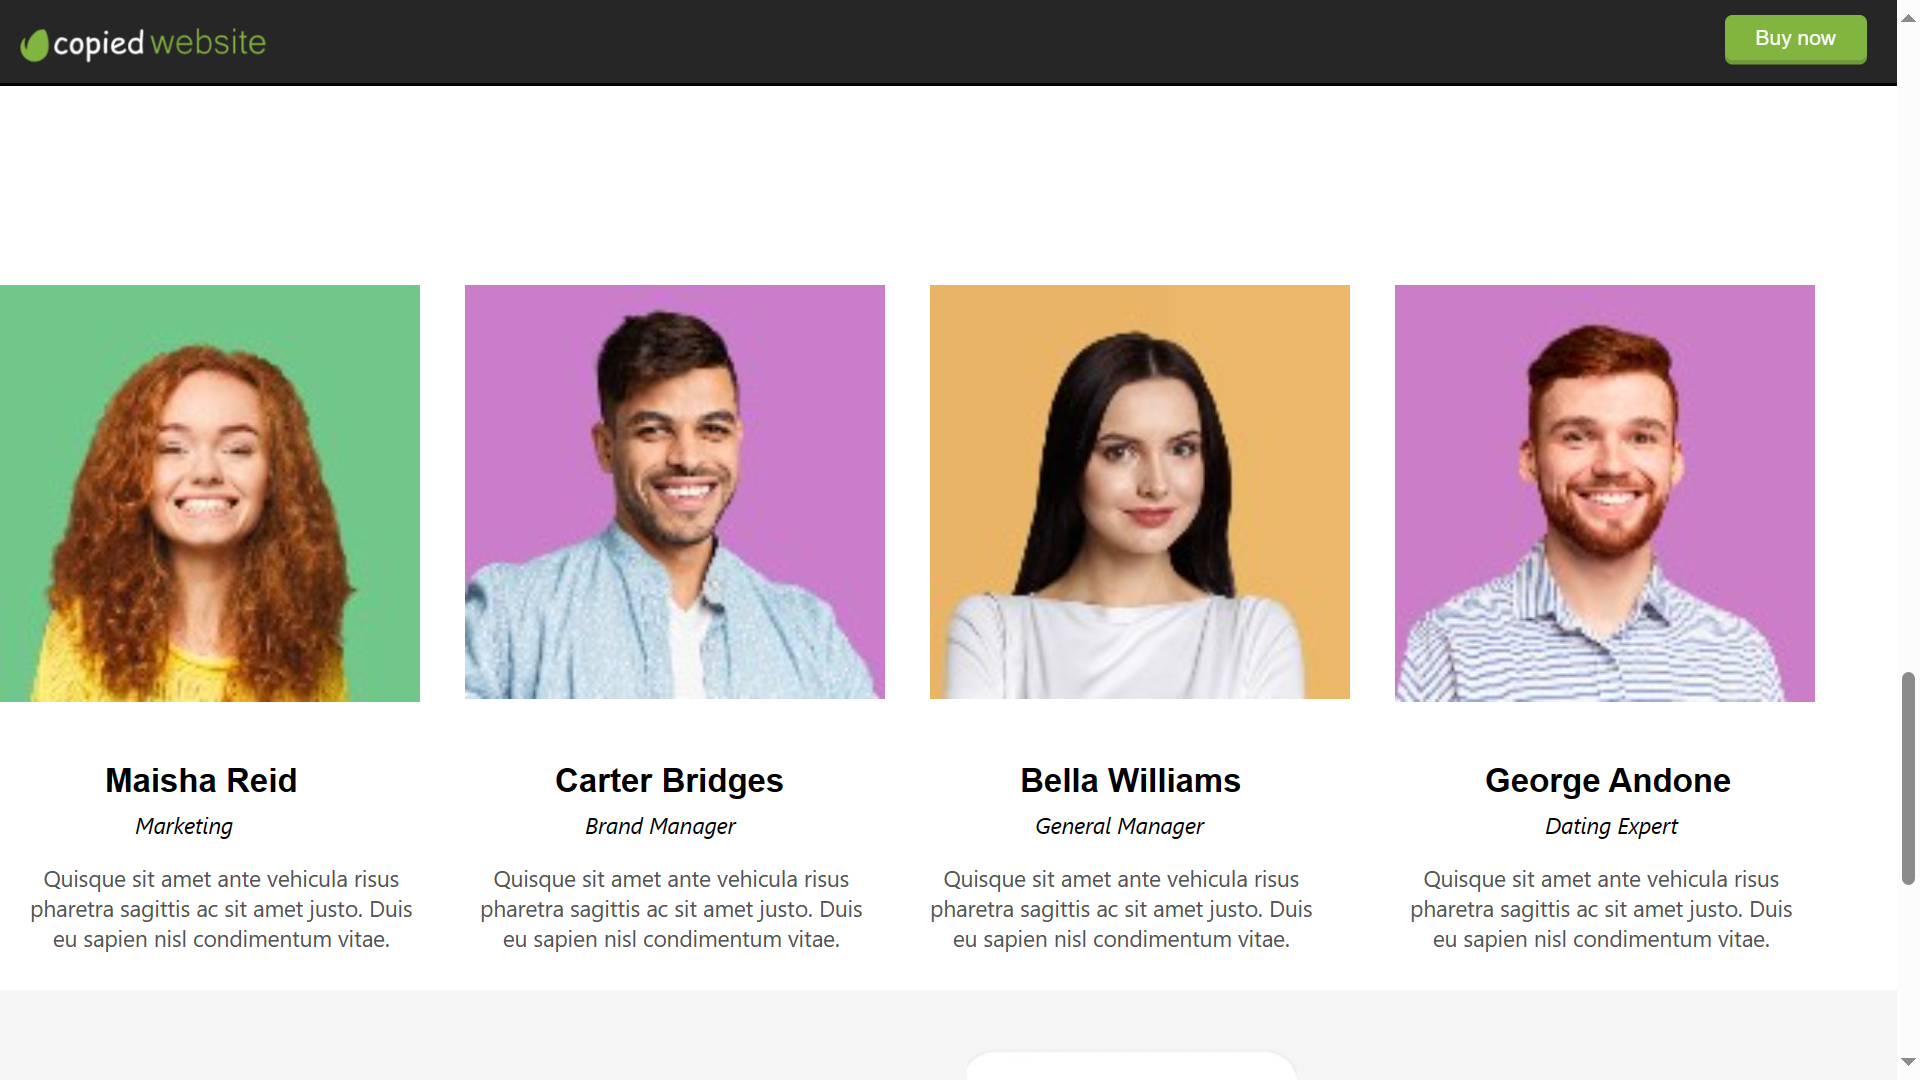 copied website
Buy now
Maisha Reid
Carter Bridges
Bella Williams
George Andone
Marketing
Brand Manager
General Manager
Dating Expert
Quisque sit amet ante vehicula risus
pharetra sagittis ac sit amet justo. Duis
eu sapien nisl condimentum vitae.
Quisque sit amet ante vehicula risus
pharetra sagittis ac sit amet justo. Duis
eu sapien nisl condimentum vitae.
Quisque sit amet ante vehicula risus
pharetra sagittis ac sit amet justo. Duis
eu sapien nisl condimentum vitae.
Quisque sit amet ante vehicula risus
pharetra sagittis ac sit amet justo. Duis
eu sapien nisl condimentum vitae.